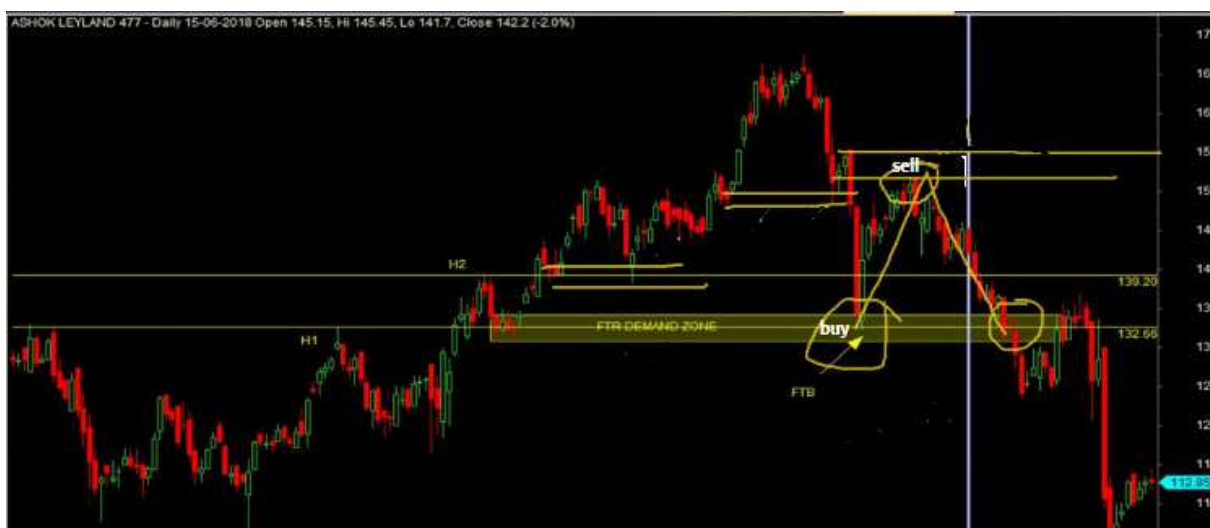 ASHOK LEYLAND 477 - Daily 15-06-2018 Open 145.15, Hi 145.45, Lo 141.7, Close 142.2 (-2.0%)
sell
H2
139.20
FTR DEMAND ZONE
buy
132.66
H1
FTB
112.95